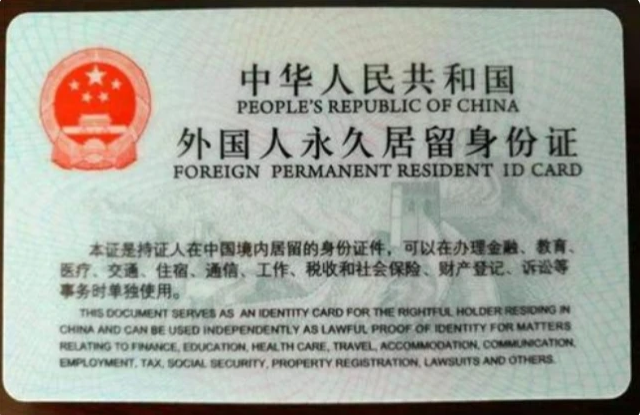 中华人民共和国
PEOPLE'S REPUBLIC OF CHINA
外国人永久居留身份证
FOREIGN PERMANENT RESIDENT ID CARD
本证是持证人在中国境内居留的身份证件，可以在办理金融、教育、
医疗、交通、住宿、通信、工作、税收和社会保险、财产登记、诉讼等
事务时单独使用。
THIS DOCUMENT SERVES AS AN IDENTITY CARD FOR THE RIGHTFUL HOLDER RESIDING IN
CHINA AND CAN BE USED INDEPENDENTLY AS LAWFUL PROOF OF IDENTITY FOR MATTERS
RELATING TO FINANCE, EDUCATION, HEALTH CARE, TRAVEL, ACCOMMODATION, COMMUNICATION,
EMPLOYMENT, TAX, SOCIAL SECURITY, PROPERTY REGISTRATION, LAWSUITS AND OTHERS.